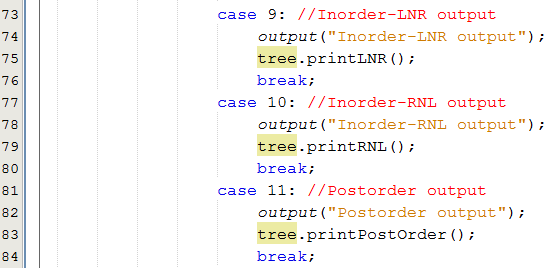 73 case 9: //Inorder-LNR output
74 output("Inorder-LNR output");
75 tree.printLNR();
76 break;
77 case 10: //Inorder-RNL output
78 output("Inorder-RNL output");
79 tree.printRNL();
80 break;
81 case 11: //Postorder output
82 output("Postorder output");
83 tree.printPostOrder();
84 break;